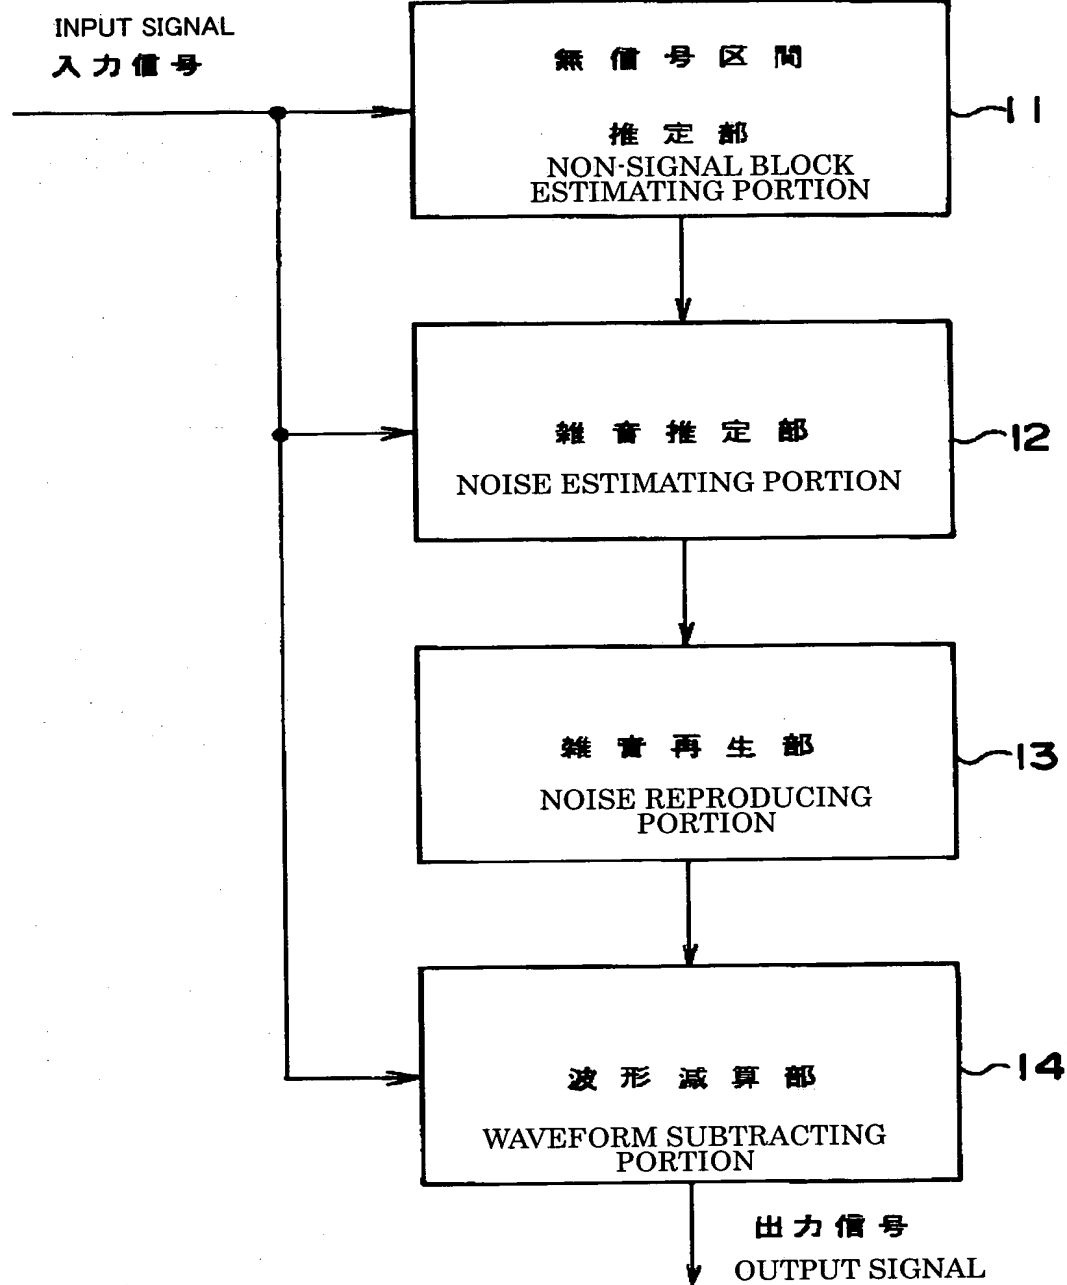 INPUT SIGNAL
入力信号
無信号区間
推定部
NON-SIGNAL BLOCK
ESTIMATING PORTION
11
雑音推定部
NOISE ESTIMATING PORTION
12
雑音再生部
NOISE REPRODUCING
PORTION
13
波形減算部
WAVEFORM SUBTRACTING
PORTION
14
出力信号
OUTPUT SIGNAL